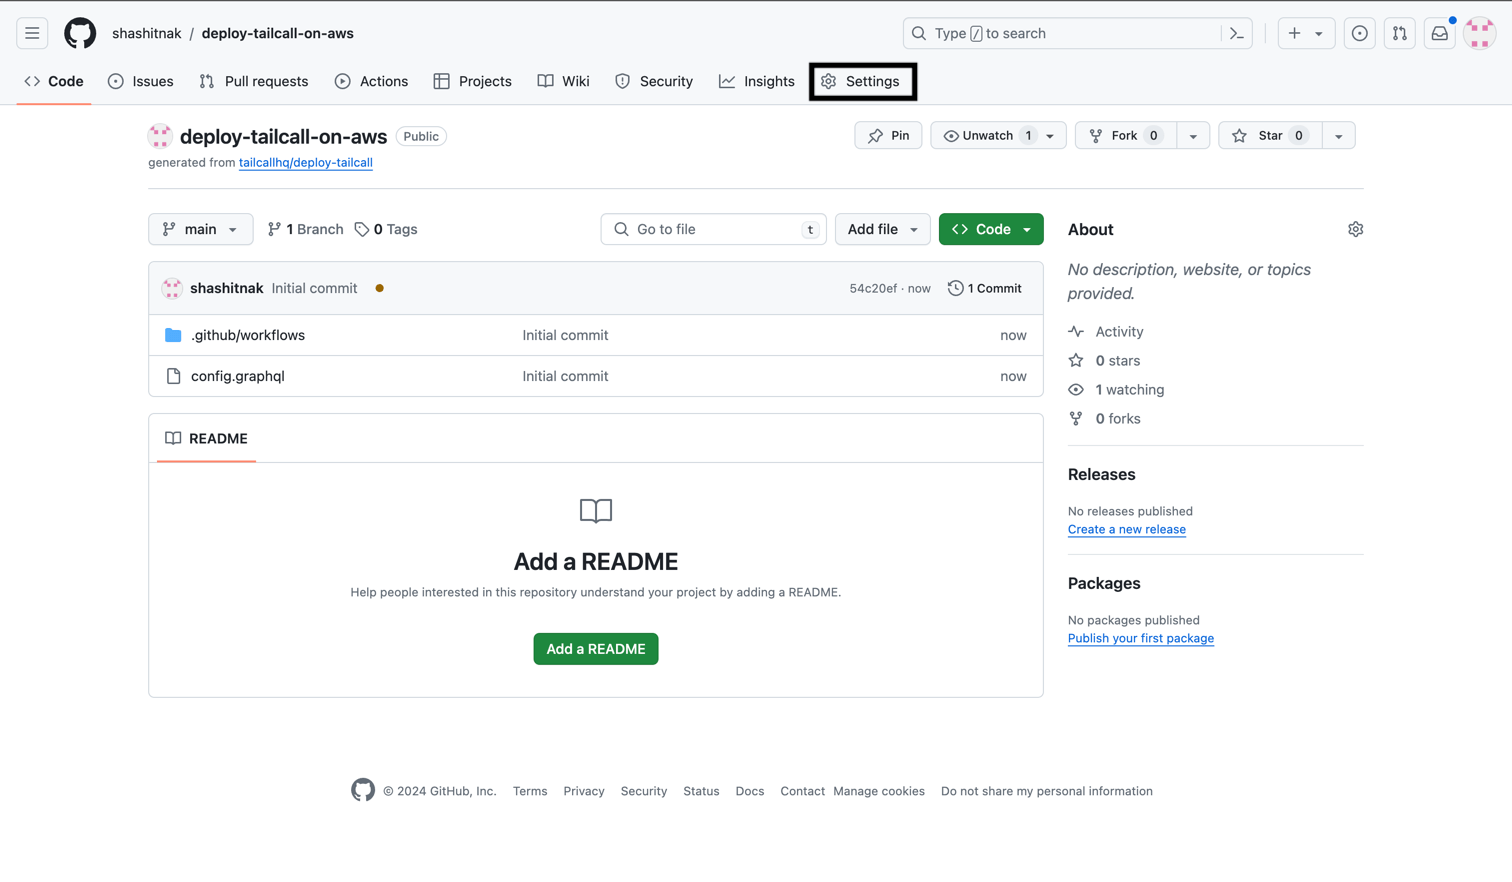 shashitnak / deploy-tailcall-on-aws
Type / to search
Code Issues Pull requests Actions Projects Wiki Security Insights Settings
deploy-tailcall-on-aws Public
Pin Unwatch 1 Fork 0 Star 0
generated from tailcallhq/deploy-tailcall
main 1 Branch 0 Tags Go to file t Add file Code
About
No description, website, or topics
provided.
shashitnak Initial commit 54c20ef · now 1 Commit
.github/workflows Initial commit now
config.graphql Initial commit now
Activity
0 stars
1 watching
0 forks
README
Releases
No releases published
Create a new release
Add a README
Help people interested in this repository understand your project by adding a README.
Add a README
Packages
No packages published
Publish your first package
© 2024 GitHub, Inc. Terms Privacy Security Status Docs Contact Manage cookies Do not share my personal information